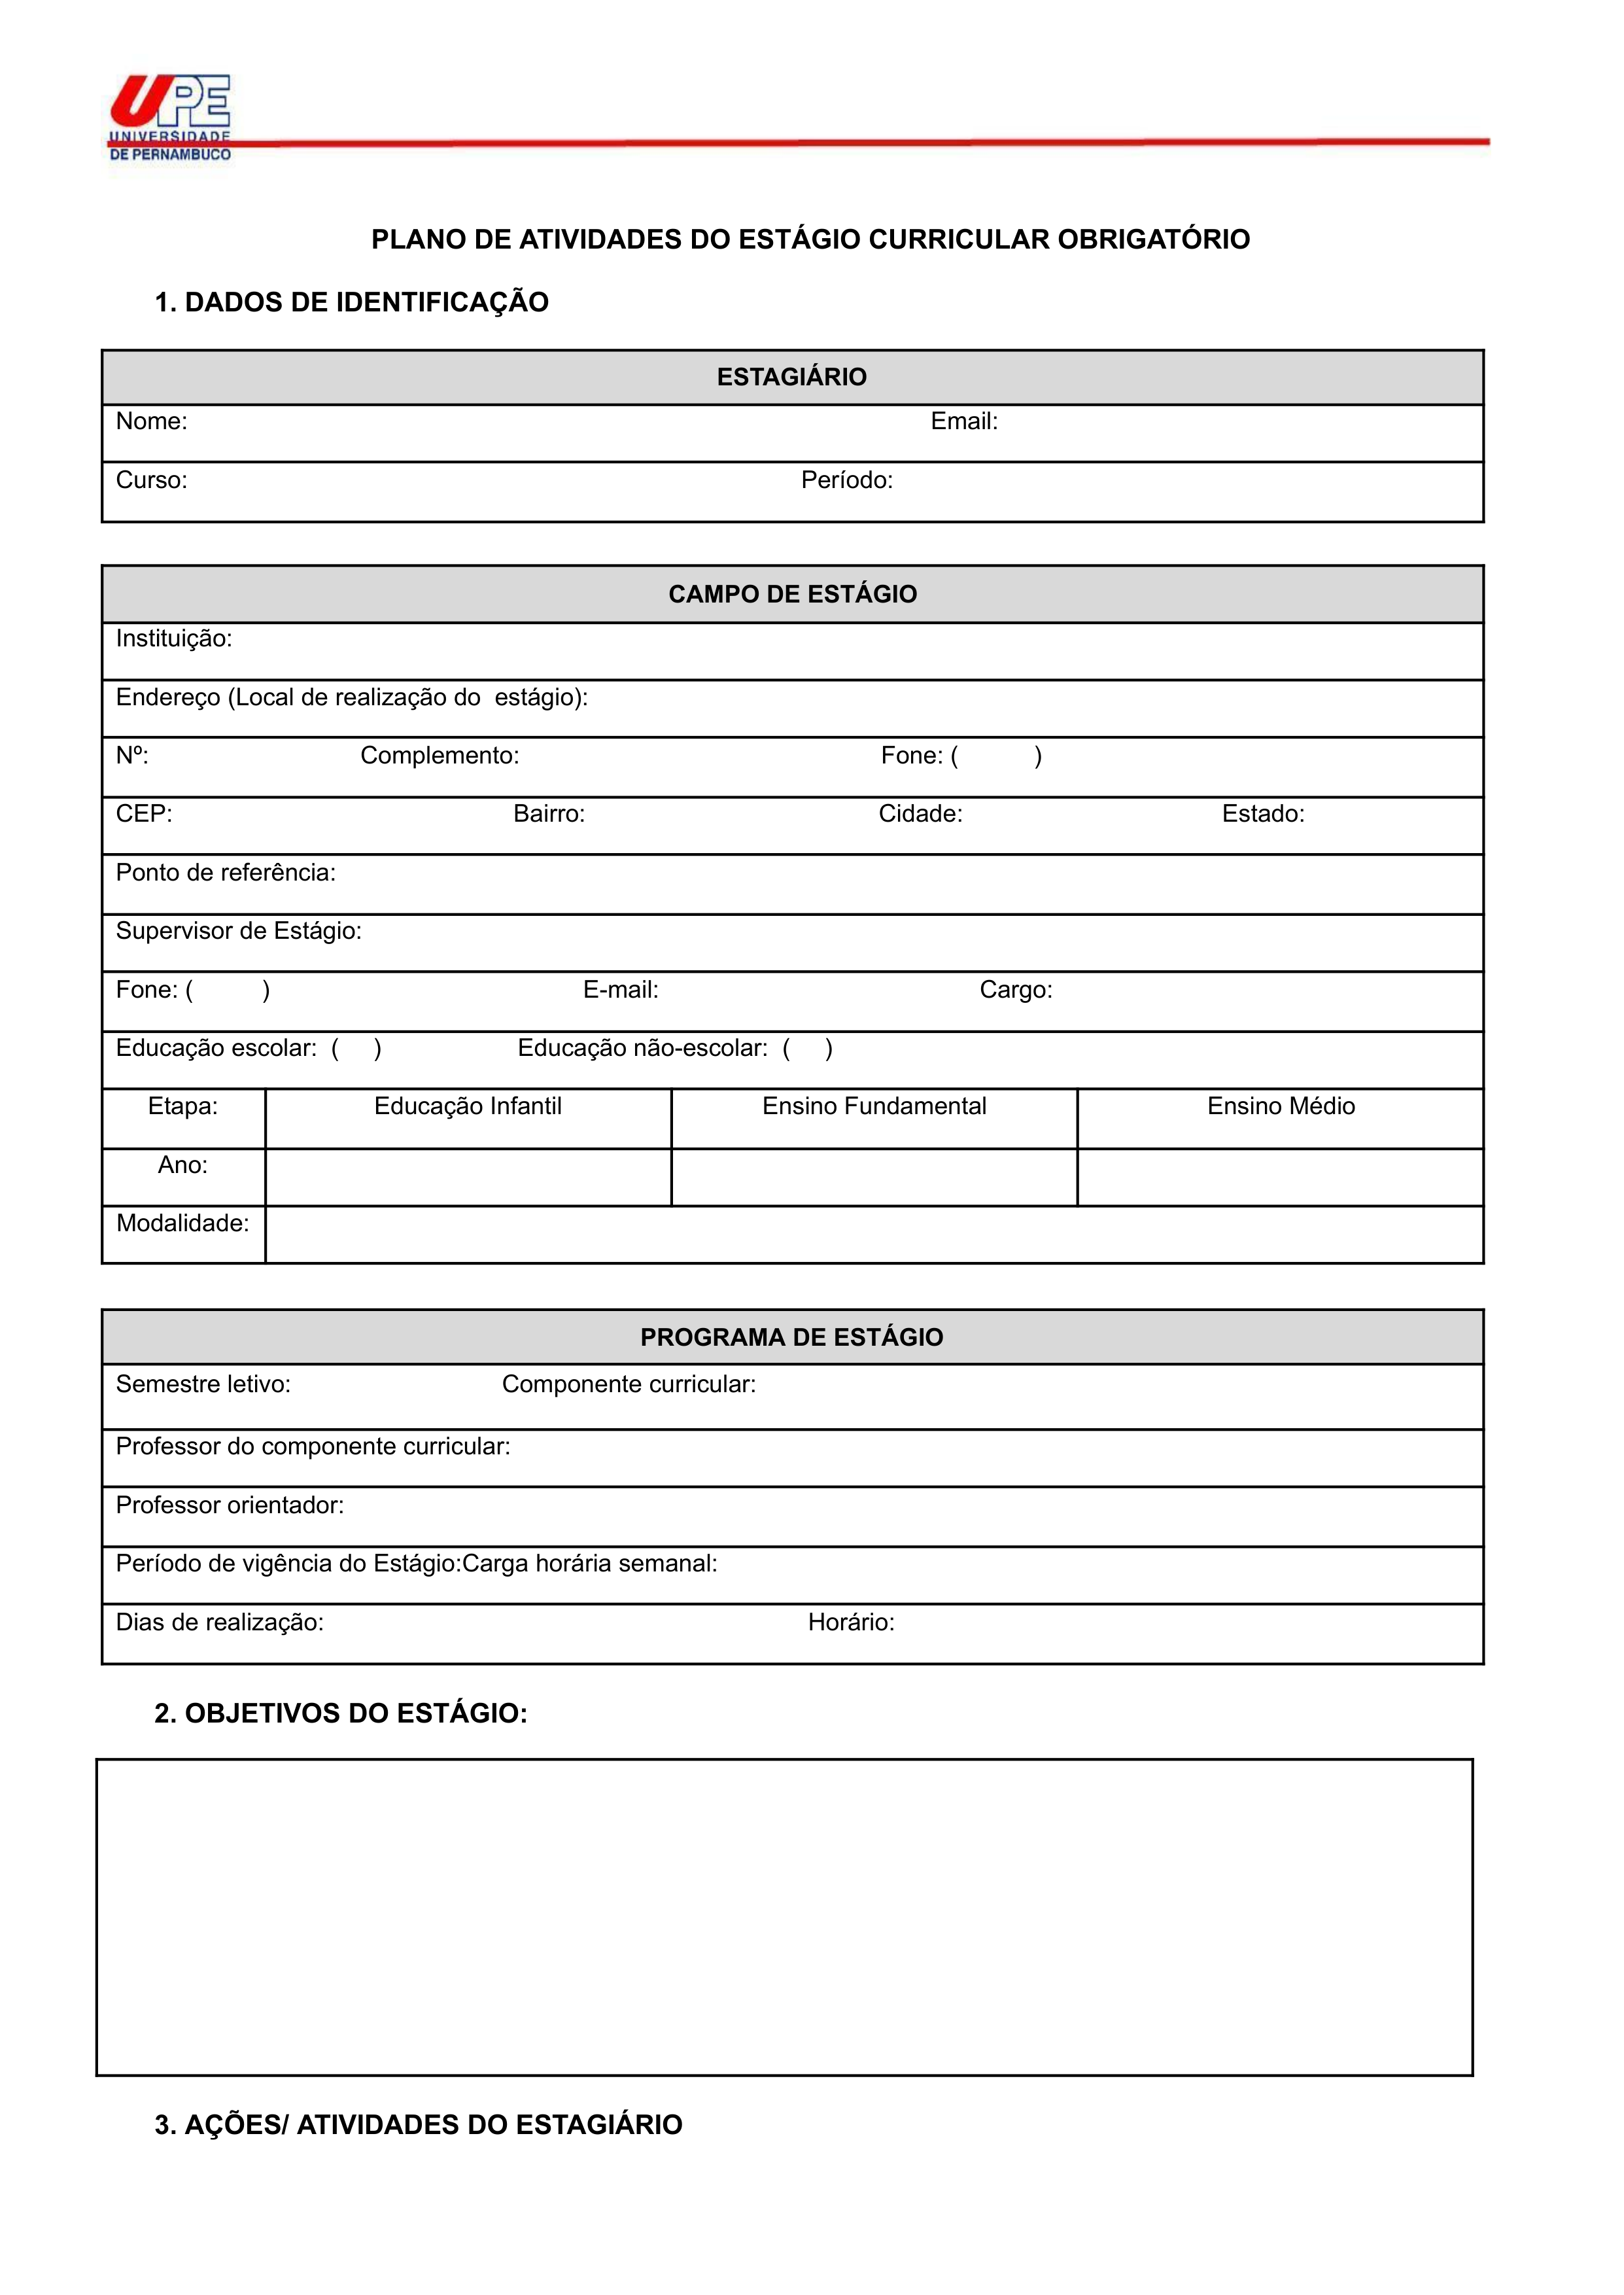 UPE
UNIVERSIDADE
DE PERNAMBUCO
PLANO DE ATIVIDADES DO ESTÁGIO CURRICULAR OBRIGATÓRIO
1. DADOS DE IDENTIFICAÇÃO
ESTAGIÁRIO
Nome: Email:
Curso: Período:
CAMPO DE ESTÁGIO
Instituição:
Endereço (Local de realização do  estágio):
Nº: Complemento: Fone: ( )
CEP: Bairro: Cidade: Estado:
Ponto de referência:
Supervisor de Estágio:
Fone: ( ) E-mail: Cargo:
Educação escolar: ( ) Educação não-escolar: ( )
Etapa: Educação Infantil Ensino Fundamental Ensino Médio
Ano:
Modalidade:
PROGRAMA DE ESTÁGIO
Semestre letivo: Componente curricular:
Professor do componente curricular:
Professor orientador:
Período de vigência do Estágio:Carga horária semanal:
Dias de realização: Horário:
2. OBJETIVOS DO ESTÁGIO:
3. AÇÕES/ ATIVIDADES DO ESTAGIÁRIO